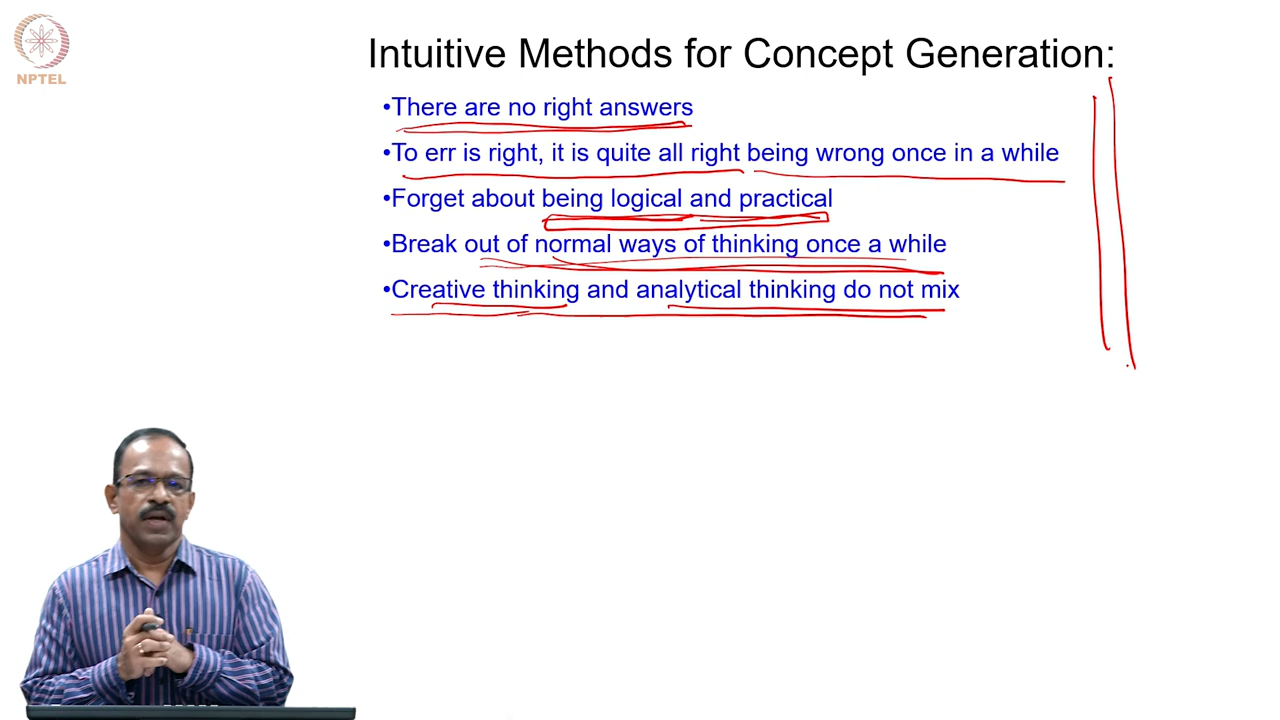 NPTEL
Intuitive Methods for Concept Generation:
•There are no right answers
•To err is right, it is quite all right being wrong once in a while
•Forget about being logical and practical
•Break out of normal ways of thinking once a while
•Creative thinking and analytical thinking do not mix